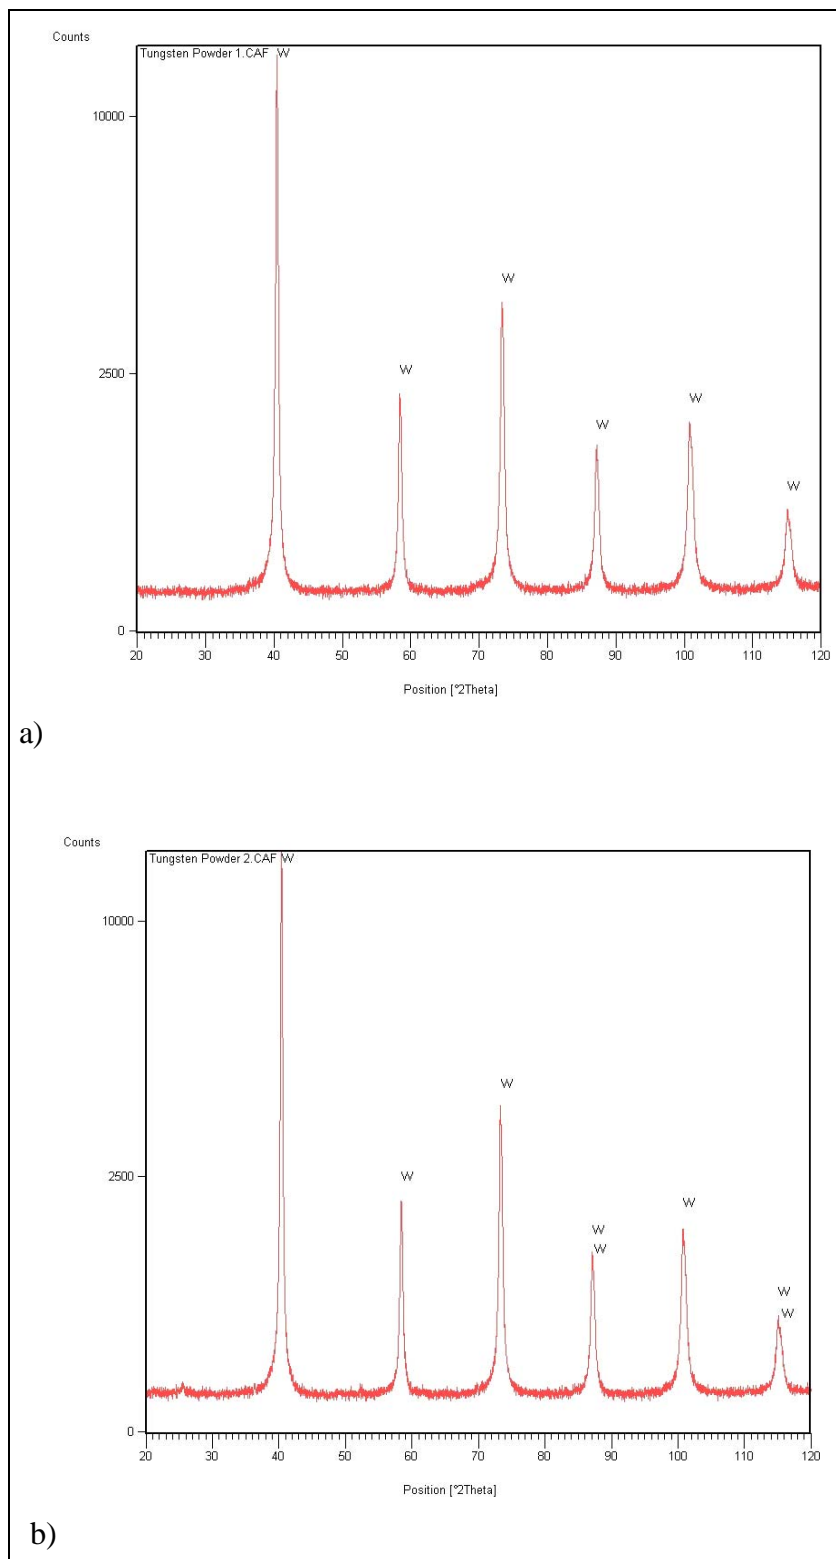 Counts
Tungsten Powder 1.CAF W
10000
W
2500
W
W
W
W
0
20 30 40 50 60 70 80 90 100 110 120
Position [°2Theta]
a)
Counts
Tungsten Powder 2.CAF W
10000
W
2500
W
W
W
W
W
W
0
20 30 40 50 60 70 80 90 100 110 120
Position [°2Theta]
b)